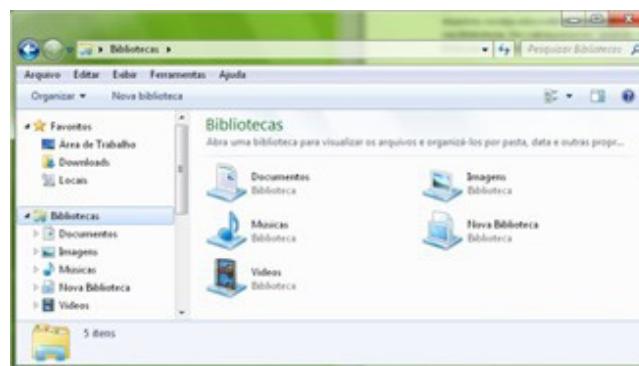 Bibliotecas
Pesquisar Bibliotecas
Arquivo Editar Exibir Ferramentas Ajuda
Organizar Nova biblioteca
Favoritos
Área de Trabalho
Downloads
Locais
Bibliotecas
Documentos
Imagens
Musicas
Nova Biblioteca
Videos
Bibliotecas
Abra uma biblioteca para visualizar os arquivos e organizá-los por pasta, data e outras propr...
Documentos
Biblioteca
Imagens
Biblioteca
Musicas
Biblioteca
Nova Biblioteca
Biblioteca
Videos
Biblioteca
5 itens